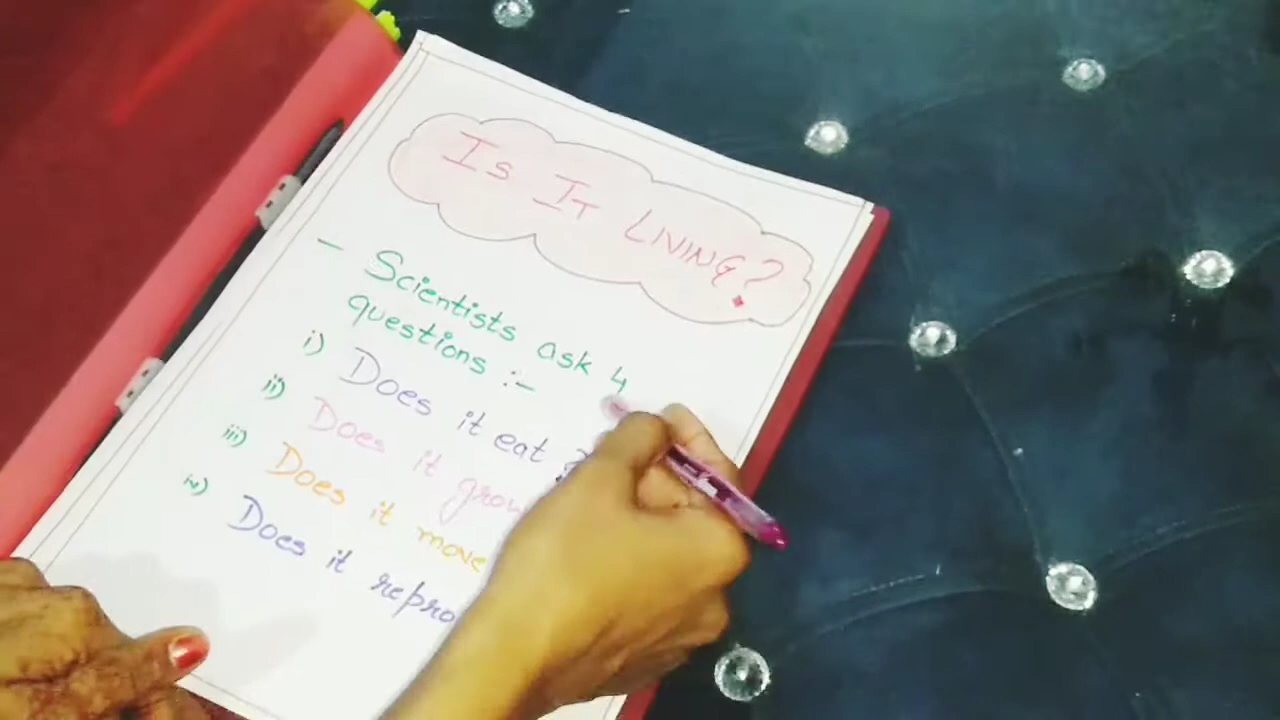 Is It LIVING?
- Scientists ask 4
questions :-
i) Does it eat ?
ii) Does it grow
iii) Does it move
iv) Does it repro